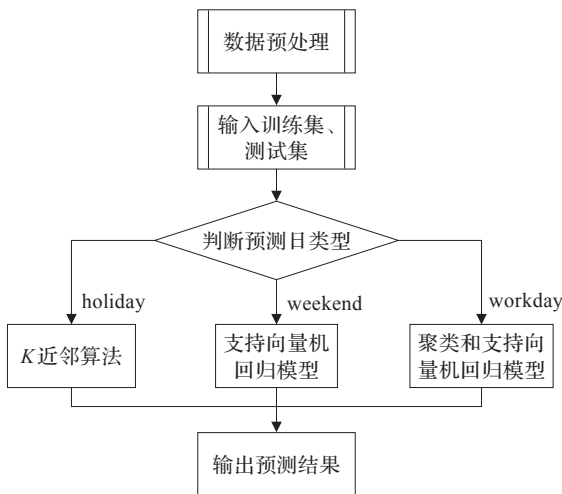 数据预处理
输入训练集、
测试集
判断预测日类型
holiday
weekend
workday
K近邻算法
支持向量机
回归模型
聚类和支持向
量机回归模型
输出预测结果